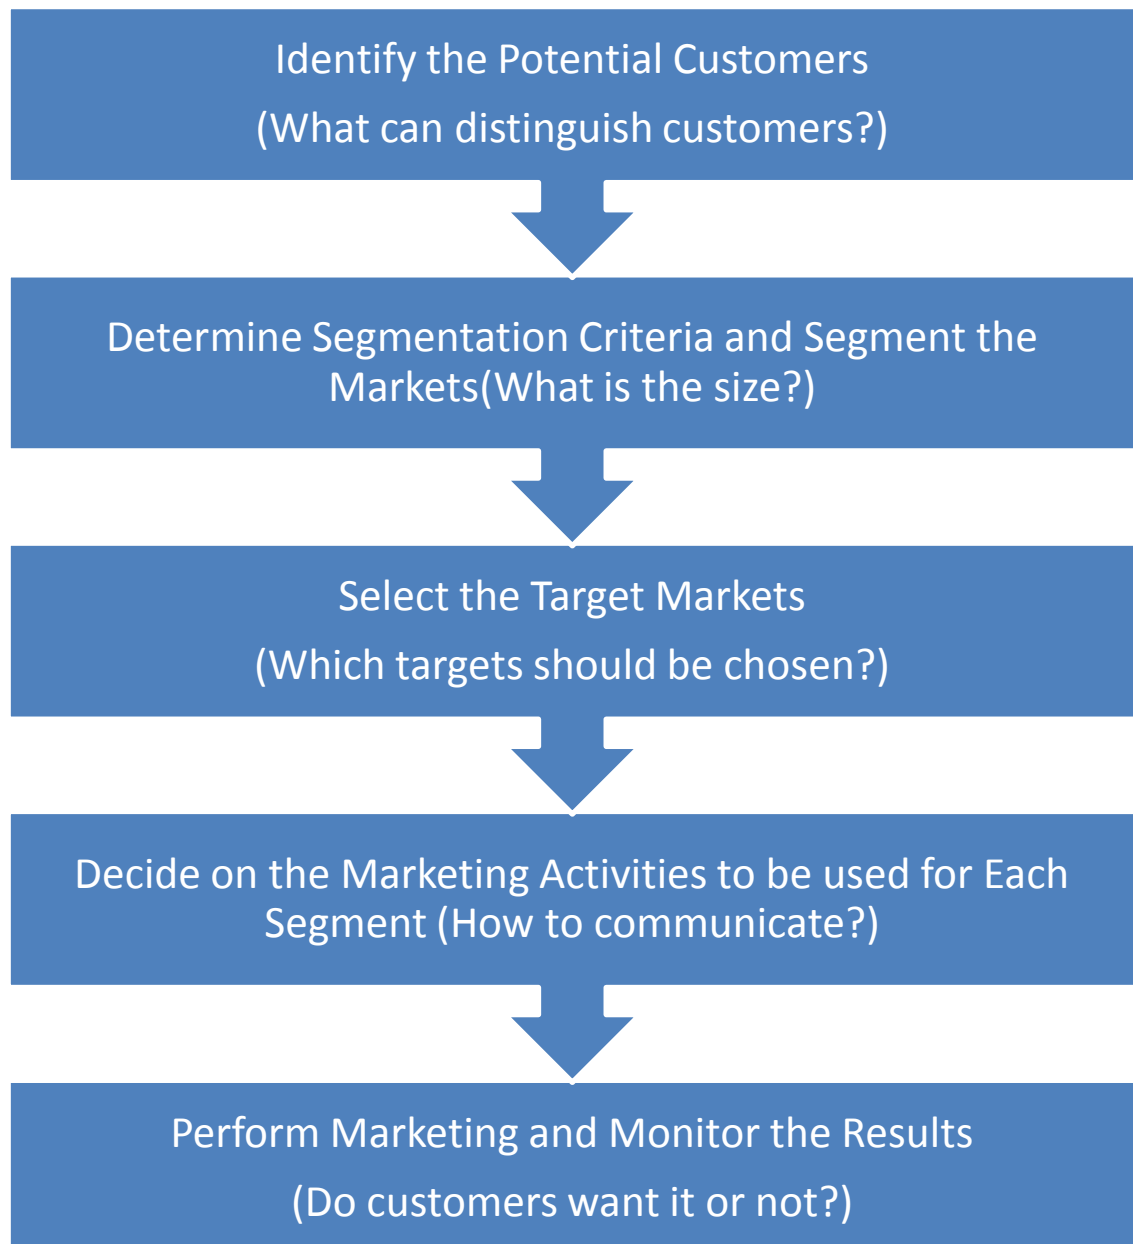 Identify the Potential Customers
(What can distinguish customers?)
Determine Segmentation Criteria and Segment the
Markets(What is the size?)
Select the Target Markets
(Which targets should be chosen?)
Decide on the Marketing Activities to be used for Each
Segment (How to communicate?)
Perform Marketing and Monitor the Results
(Do customers want it or not?)